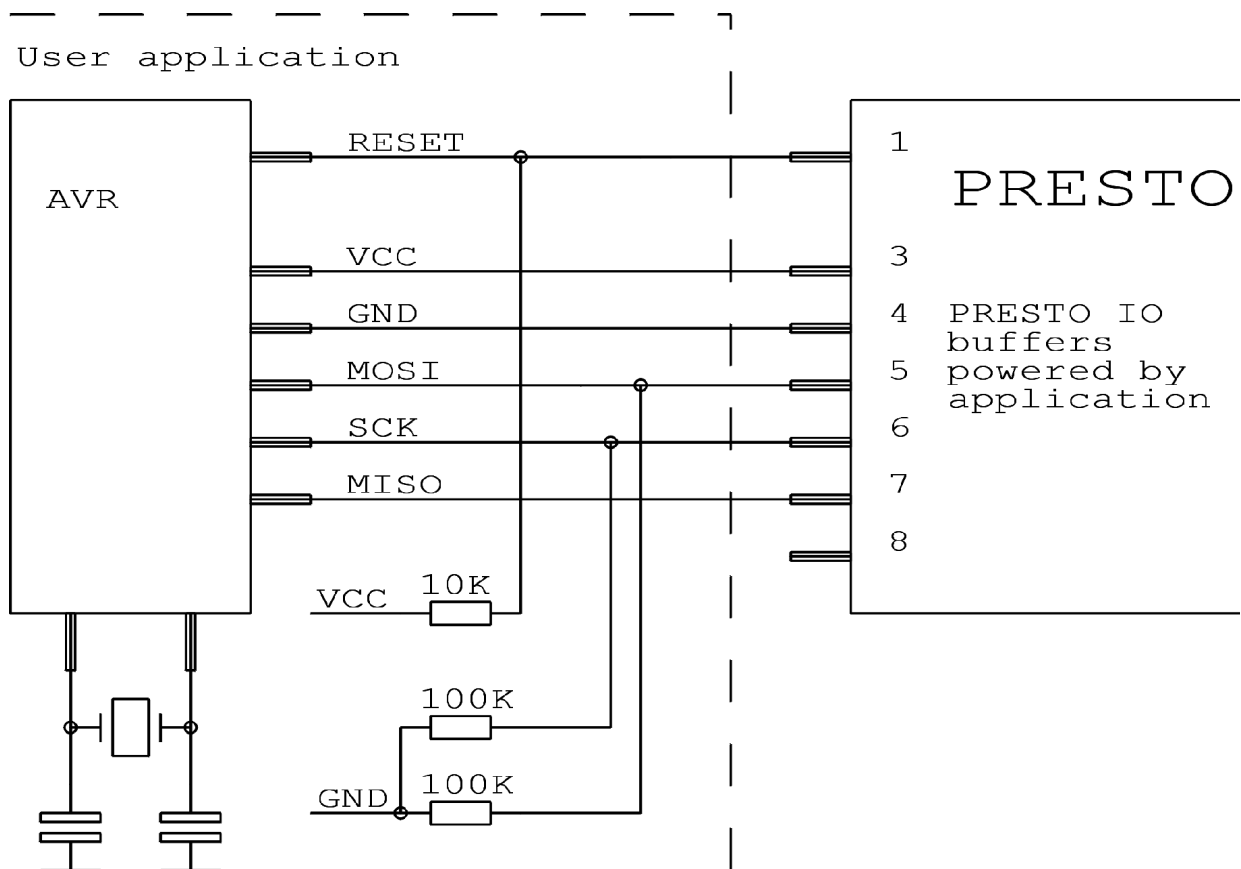 User application
AVR
RESET
VCC
GND
MOSI
SCK
MISO
VCC
10K
100K
GND
100K
1
PRESTO
3
4
5
6
7
8
PRESTO IO
buffers
powered by
application